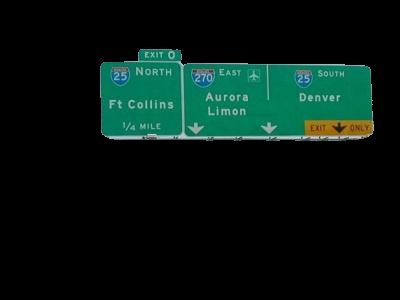 EXIT 0
25 NORTH
Ft Collins
1/4 MILE
270 EAST
Aurora
Limon
25 SOUTH
Denver
EXIT ONLY